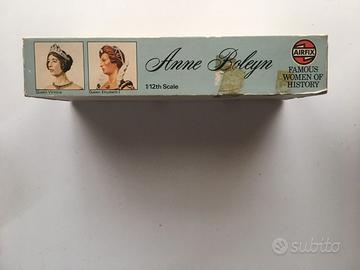 Queen Victoria
Queen Elizabeth I
Anne Boleyn
1:12th Scale
AIRFIX
FAMOUS
WOMEN OF
HISTORY
subito